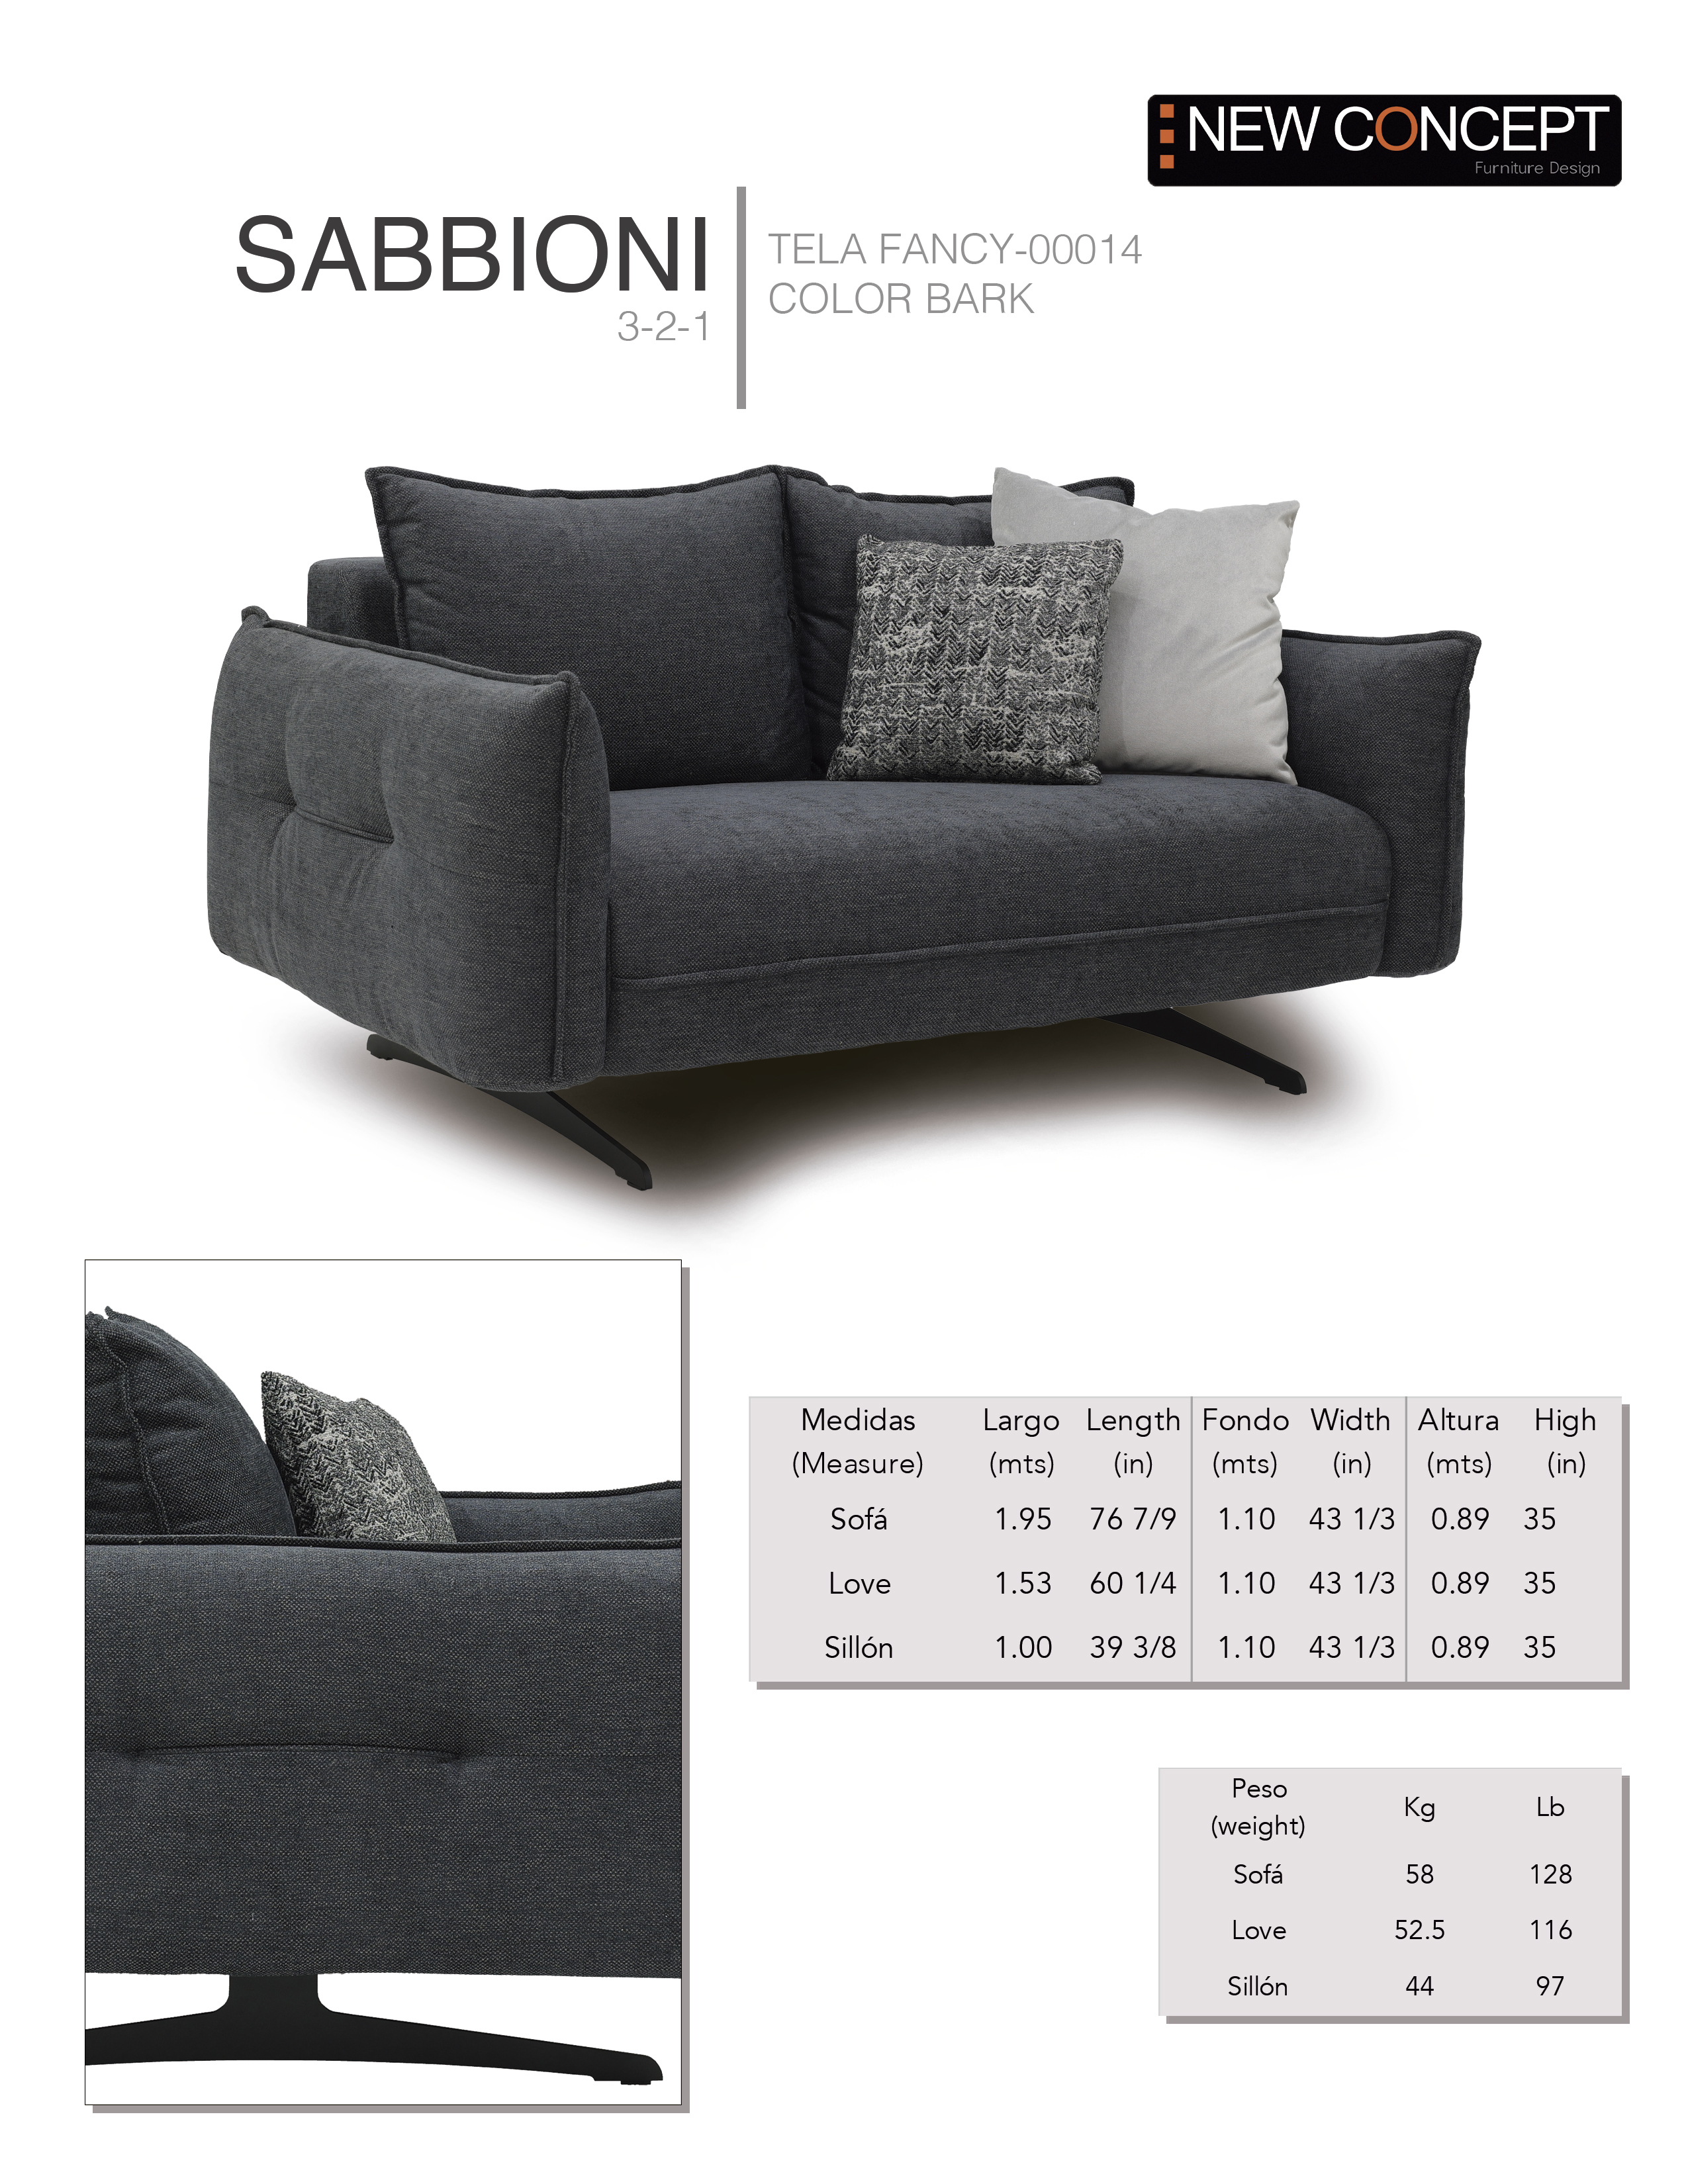 NEW CONCEPT
Furniture Design
SABBIONI
3-2-1
TELA FANCY-00014
COLOR BARK
Medidas Largo Length Fondo Width Altura High
(Measure) (mts) (in) (mts) (in) (mts) (in)
Sofá 1.95 76 7/9 1.10 43 1/3 0.89 35
Love 1.53 60 1/4 1.10 43 1/3 0.89 35
Sillón 1.00 39 3/8 1.10 43 1/3 0.89 35
Peso
(weight) Kg Lb
Sofá 58 128
Love 52.5 116
Sillón 44 97